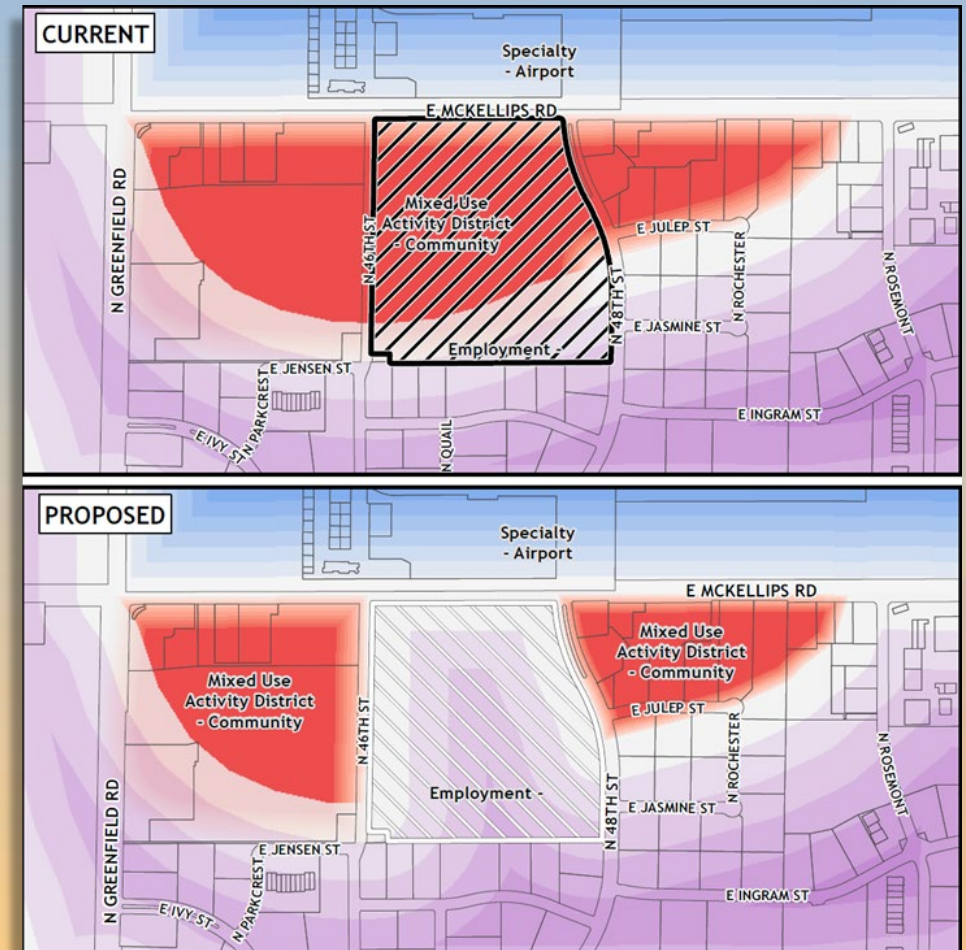 CURRENT
Specialty
- Airport
E MCKELLIPS RD
N GREENFIELD RD
Mixed Use
Activity District
- Community
N 46TH ST
E JULEP ST
N ROCHESTER
N 48TH ST
N ROSEMONT
E JASMINE ST
Employment -
E JENSEN ST
N PARKCREST
E IVY ST
N QUAIL
E INGRAM ST
PROPOSED
Specialty
- Airport
E MCKELLIPS RD
Mixed Use
Activity District
- Community
Mixed Use
Activity District
- Community
N 46TH ST
E JULEP ST
N ROCHESTER
N ROSEMONT
N GREENFIELD RD
Employment -
N 48TH ST
E JASMINE ST
E JENSEN ST
N PARKCREST
E IVY ST
E INGRAM ST